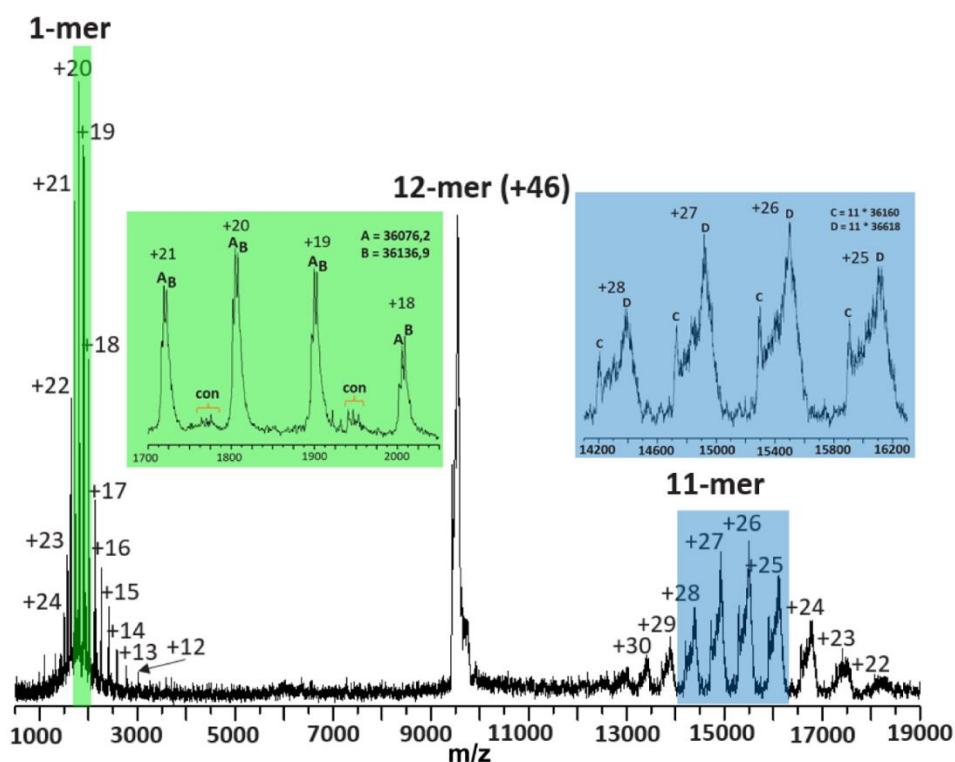 1-mer
+20
+19
+21
+18
+22
+17
+23
+16
+24
+15
+14
+13
+12
12-mer (+46)
+21
+20
+19
+18
A B
A B
A B
A B
A = 36076,2
B = 36136,9
con
con
1700 1800 1900 2000
+28
+27
+26
+25
C D
C D
C D
C D
C = 11 * 36160
D = 11 * 36618
14200 14600 15000 15400 15800 16200
11-mer
+30
+29
+28
+27
+26
+25
+24
+23
+22
1000 3000 5000 7000 9000 11000 13000 15000 17000 19000
m/z